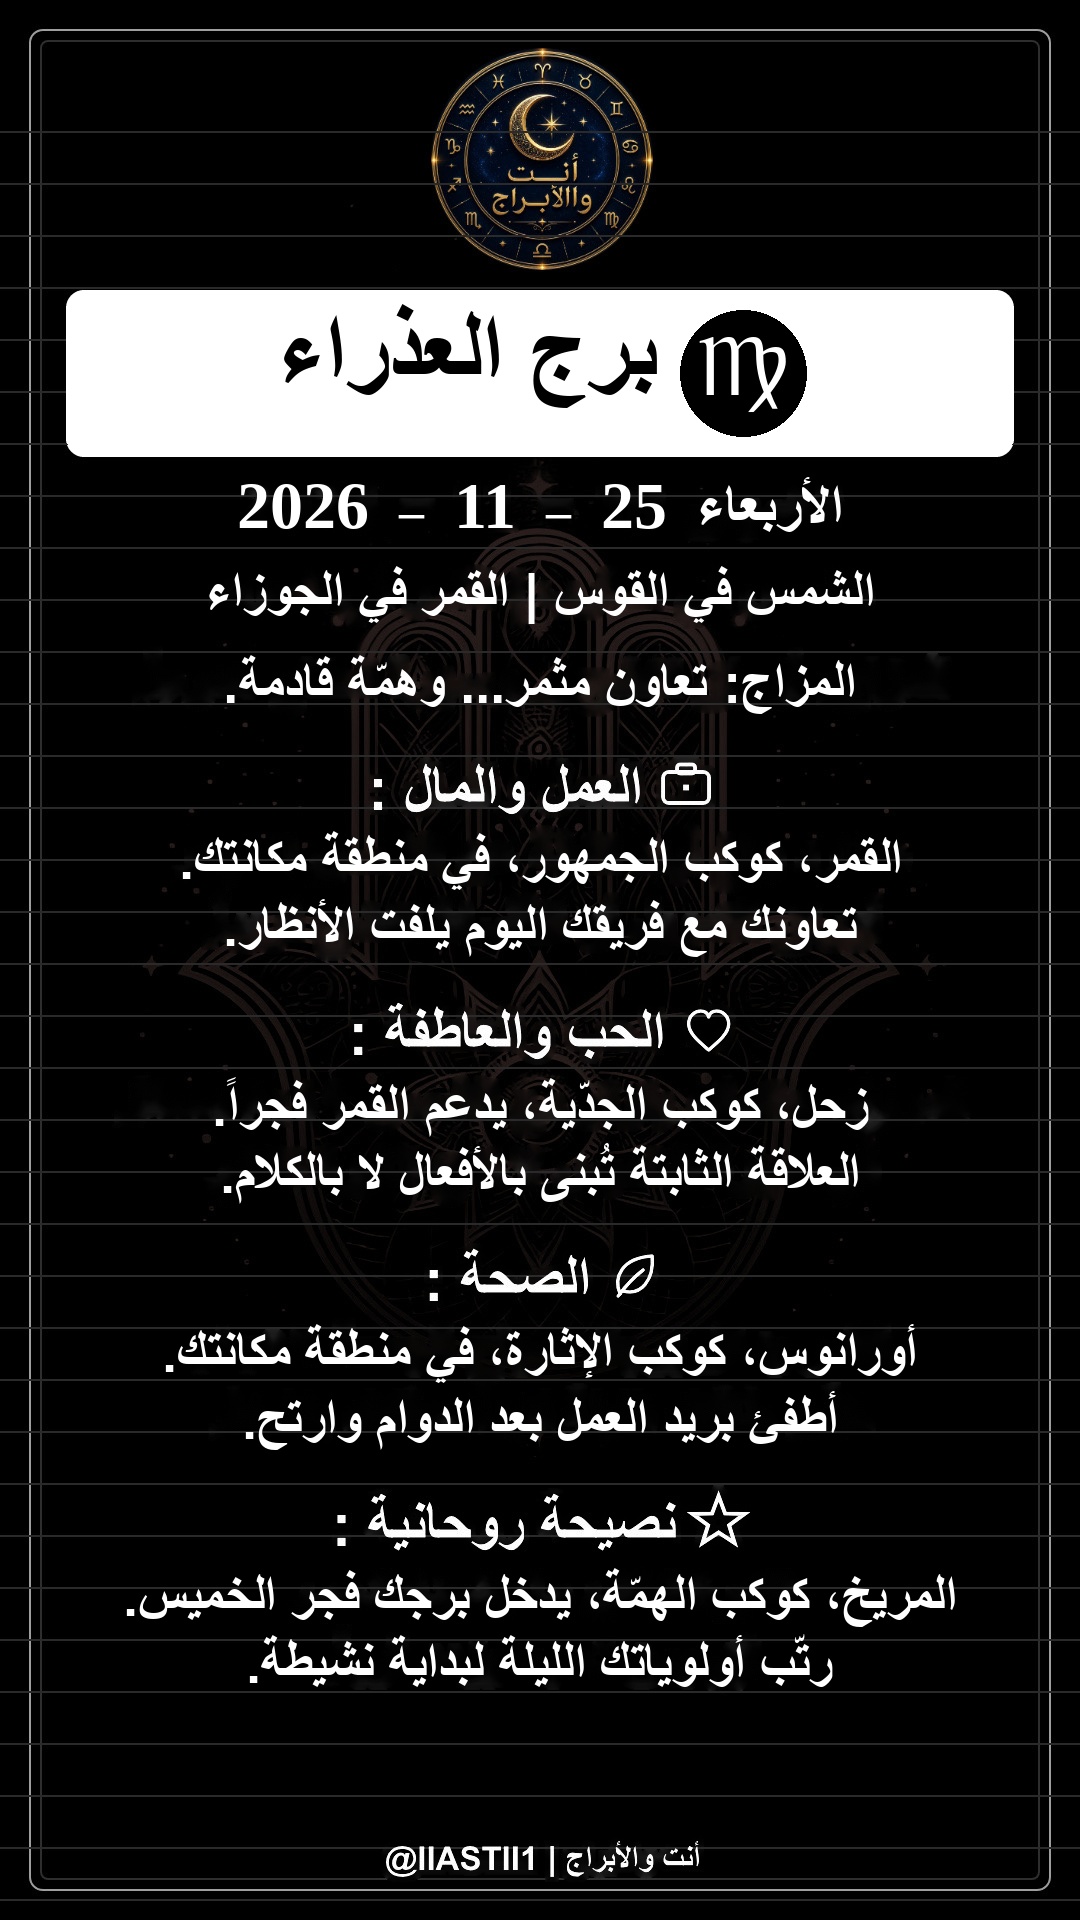 أنت
واالأبراج
برج العذراء
الأربعاء 25 – 11 – 2026
الشمس في القوس | القمر في الجوزاء
المزاج: تعاون مثمر... وهمّة قادمة.
العمل والمال :
القمر، كوكب الجمهور، في منطقة مكانتك.
تعاونك مع فريقك اليوم يلفت الأنظار.
الحب والعاطفة :
زحل، كوكب الجدّية، يدعم القمر فجراً.
العلاقة الثابتة تُبنى بالأفعال لا بالكلام.
الصحة :
أورانوس، كوكب الإثارة، في منطقة مكانتك.
أطفئ بريد العمل بعد الدوام وارتح.
نصيحة روحانية :
المريخ، كوكب الهمّة، يدخل برجك فجر الخميس.
رتّب أولوياتك الليلة لبداية نشيطة.
أنت والأبراج | @IIASTII1